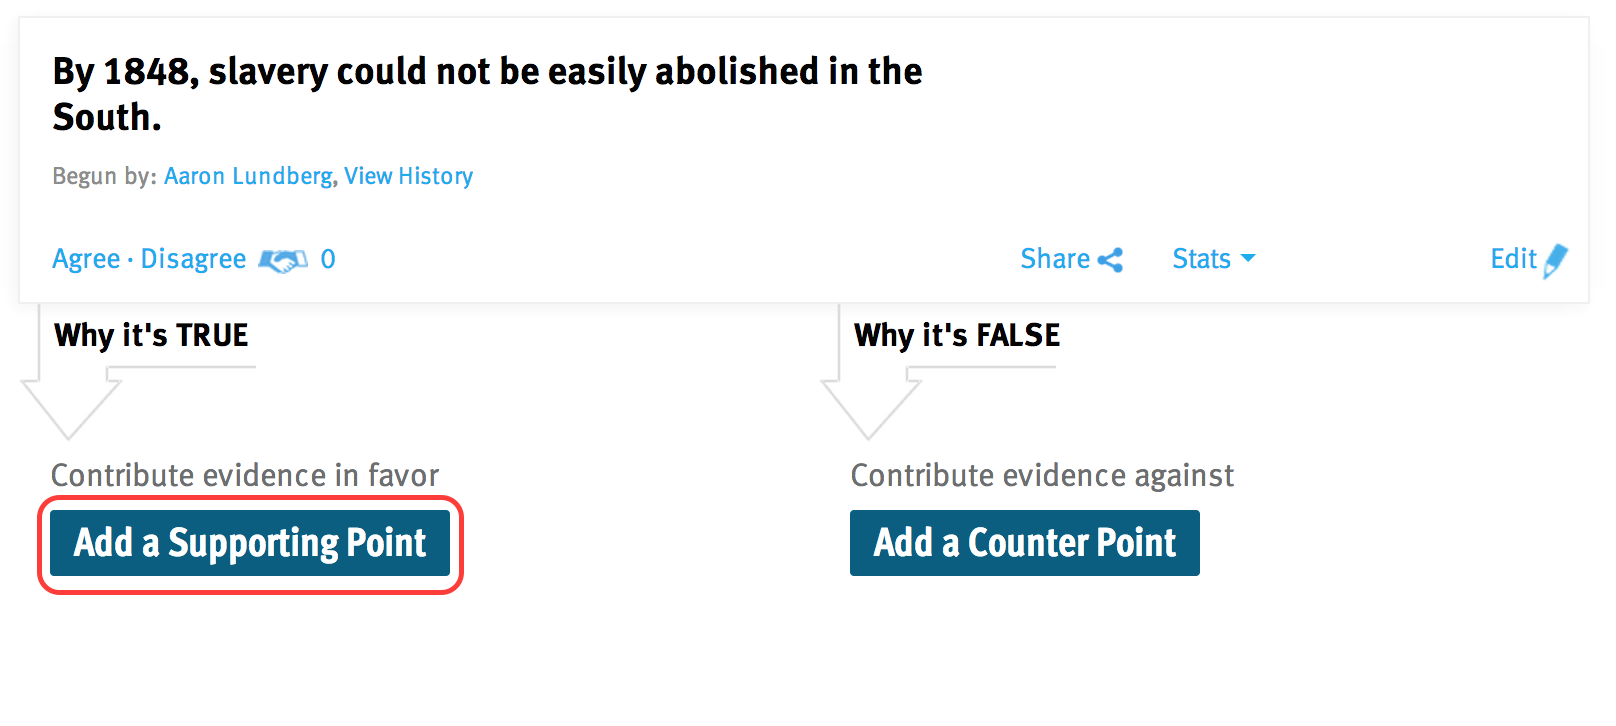 By 1848, slavery could not be easily abolished in the
South.
Begun by: Aaron Lundberg, View History
Agree · Disagree 0
Share
Stats
Edit
Why it's TRUE
Why it's FALSE
Contribute evidence in favor
Contribute evidence against
Add a Supporting Point
Add a Counter Point